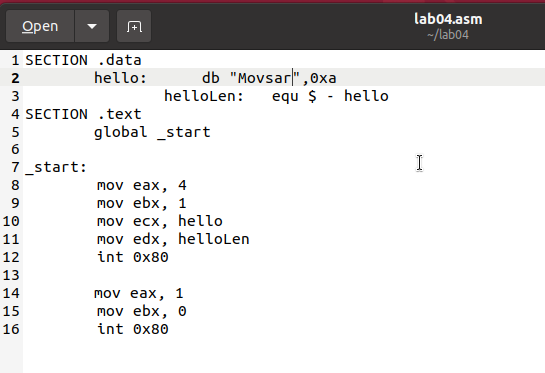 Open lab04.asm
~/lab04
1 SECTION .data
2 hello: db "Movsar",0xa
3 helloLen: equ $ - hello
4 SECTION .text
5 global _start
6
7 _start:
8 mov eax, 4
9 mov ebx, 1
10 mov ecx, hello
11 mov edx, helloLen
12 int 0x80
13
14 mov eax, 1
15 mov ebx, 0
16 int 0x80